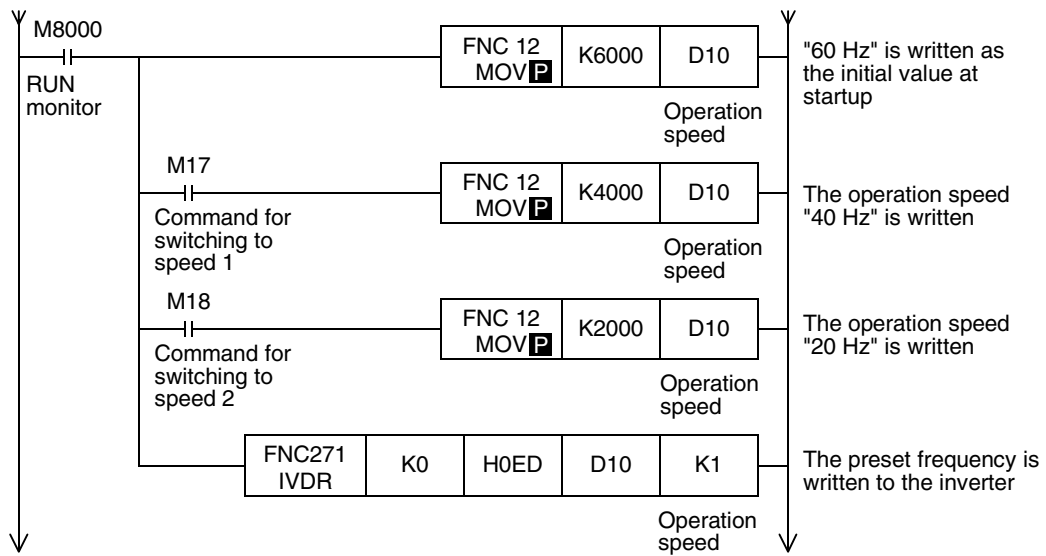 M8000
RUN
monitor
FNC 12
MOVP
K6000
D10
Operation
speed
"60 Hz" is written as
the initial value at
startup
M17
Command for
switching to
speed 1
FNC 12
MOVP
K4000
D10
Operation
speed
The operation speed
"40 Hz" is written
M18
Command for
switching to
speed 2
FNC 12
MOVP
K2000
D10
Operation
speed
The operation speed
"20 Hz" is written
FNC271
IVDR
K0
H0ED
D10
K1
Operation
speed
The preset frequency is
written to the inverter